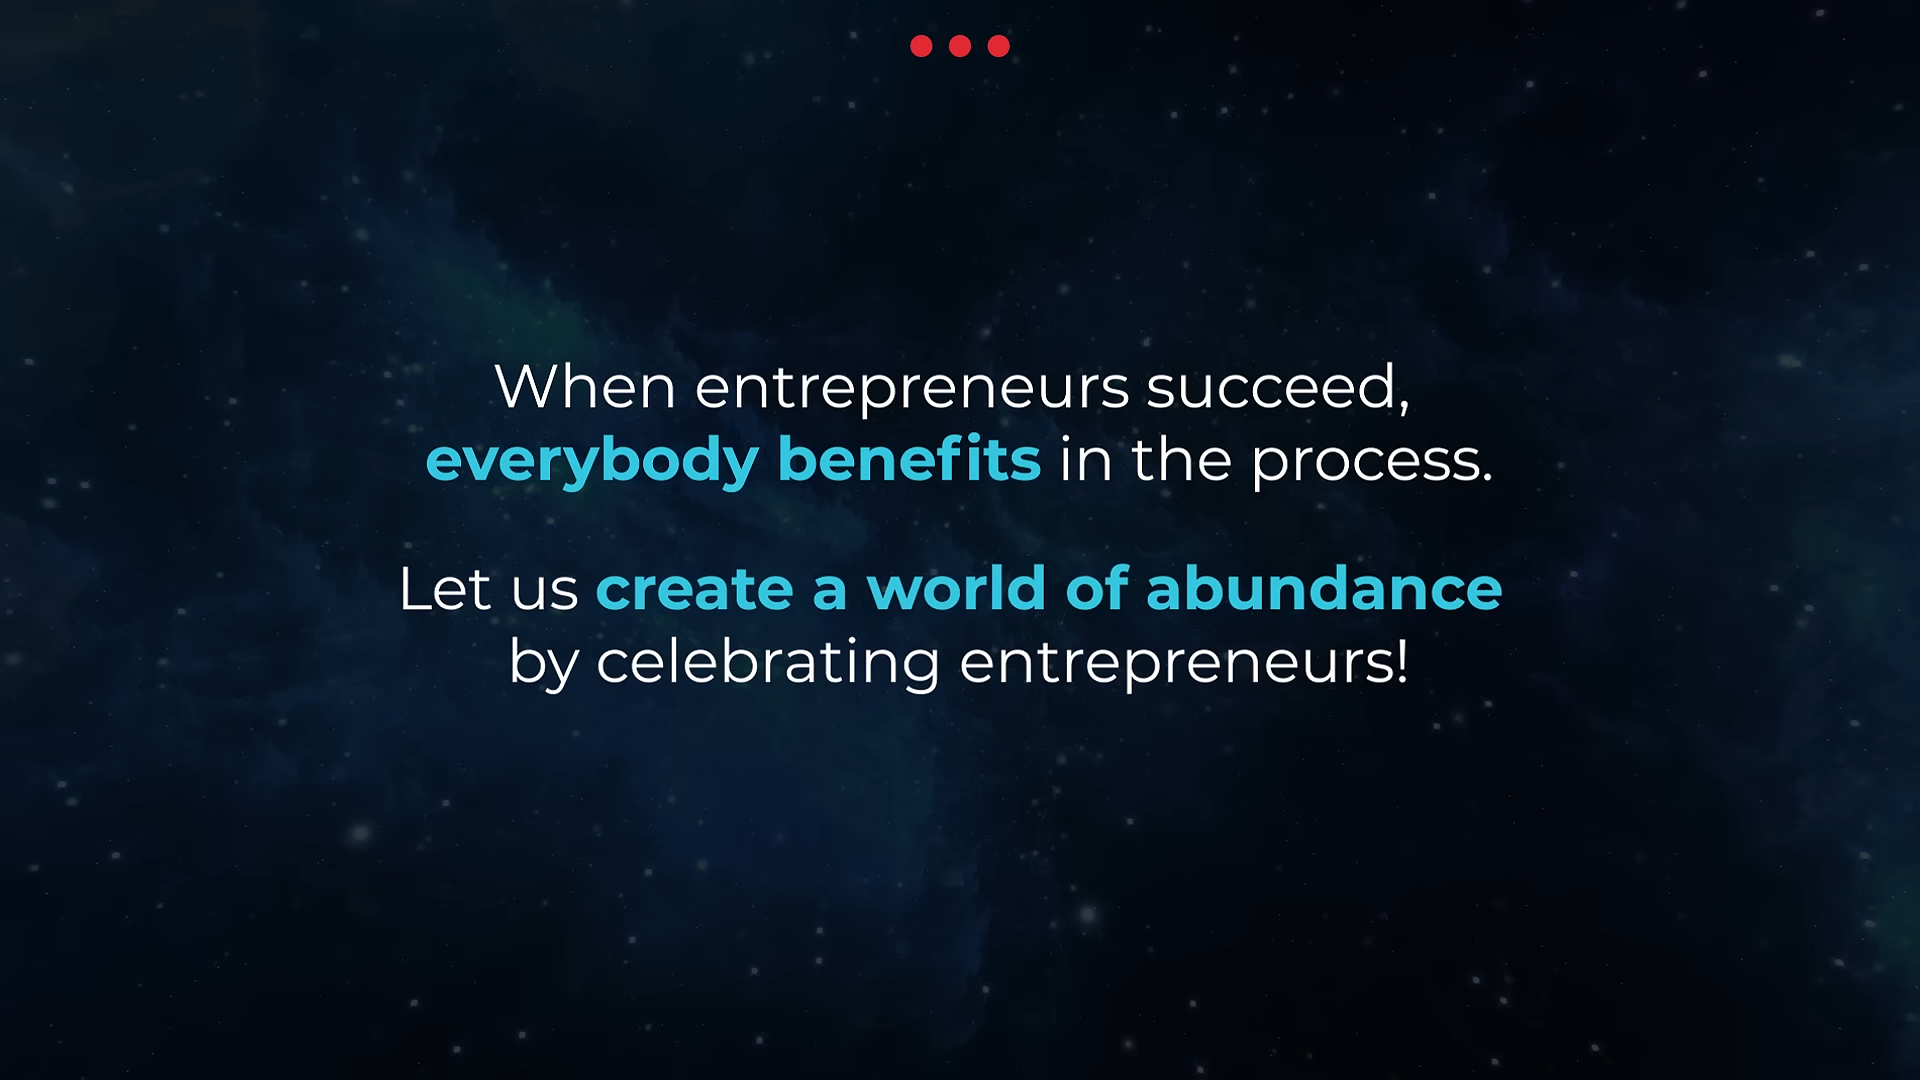 When entrepreneurs succeed,
everybody benefits in the process.
Let us create a world of abundance
by celebrating entrepreneurs!